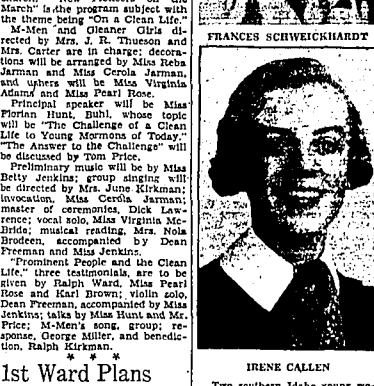 March" is the program subject with
the theme being "On a Clean Life."
M-Men and Gleaner Girls di-
rected by Mrs. J. R. Thueson and
Mrs. Carter are in charge; decora-
tions will be arranged by Miss Reba
Jarman and Miss Cerola Jarman,
and ushers will be Miss Virginia
Adams and Miss Pearl Rose.
Principal speaker will be Miss
Florian Hunt, Buhl, whose topic
will be "The Challenge of a Clean
Life to Young Mormons of Today."
"The Answer to the Challenge" will
be discussed by Tom Price.
Preliminary music will be by Miss
Betty Jenkins; group singing will
be directed by Mrs. June Kirkman;
invocation, Miss Cerola Jarman;
master of ceremonies, Dick Law-
rence; vocal solo, Miss Virginia Mc-
Bride; musical reading, Mrs. Nola
Brodeen, accompanied by Dean
Freeman and Miss Jenkins.
"Prominent People and the Clean
Life," three testimonials, are to be
given by Ralph Ward, Miss Pearl
Rose and Karl Brown; violin solo,
Dean Freeman, accompanied by Miss
Jenkins; talks by Miss Hunt and Mr.
Price; M-Men's song, group; re-
sponse, George Miller, and benedic-
tion, Ralph Kirkman.
* * *
1st Ward Plans
FRANCES SCHWEICKHARDT
IRENE CALLEN
Two southern Idaho young